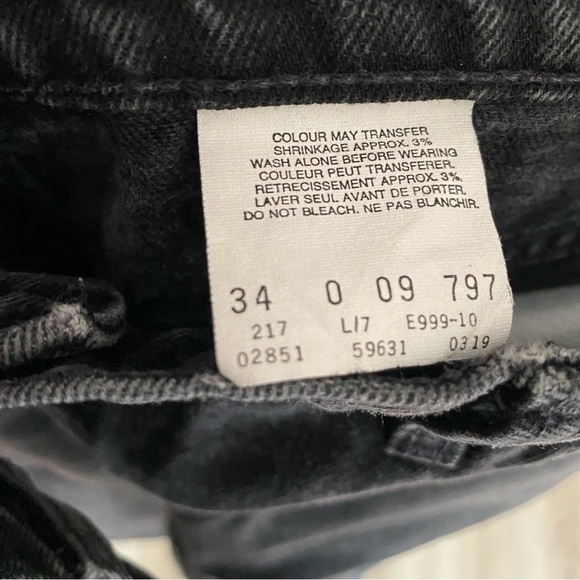 COLOUR MAY TRANSFER
SHRINKAGE APPROX. 3%
WASH ALONE BEFORE WEARING
COULEUR PEUT TRANSFERER.
RETRECISSEMENT APPROX. 3%.
LAVER SEUL AVANT DE PORTER.
DO NOT BLEACH. NE PAS BLANCHIR.
34 0 09 797
217 L17 E999-10
02851 59631 0319